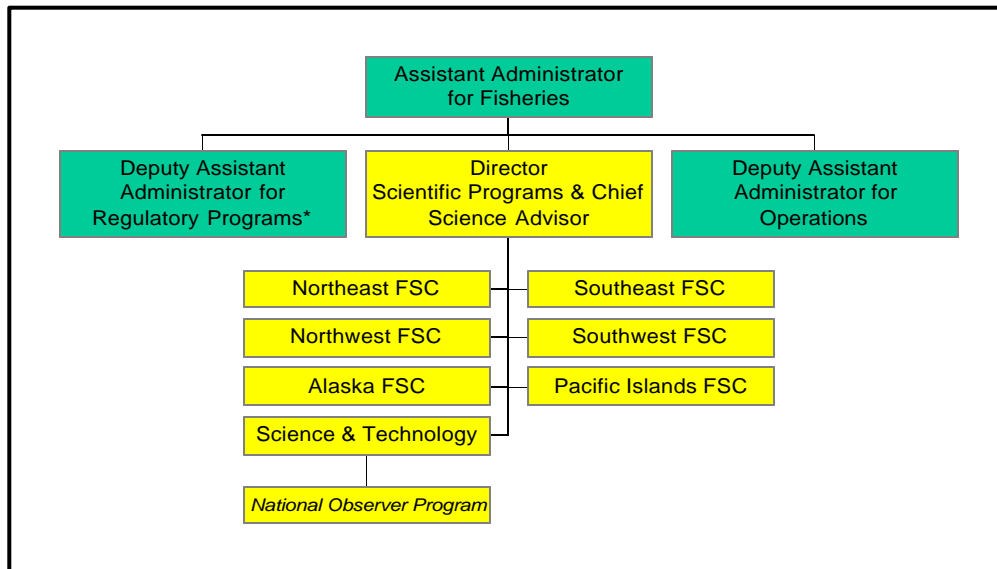 Assistant Administrator
for Fisheries
Deputy Assistant
Administrator for
Regulatory Programs*
Director
Scientific Programs & Chief
Science Advisor
Deputy Assistant
Administrator for
Operations
Northeast FSC
Southeast FSC
Northwest FSC
Southwest FSC
Alaska FSC
Pacific Islands FSC
Science & Technology
National Observer Program